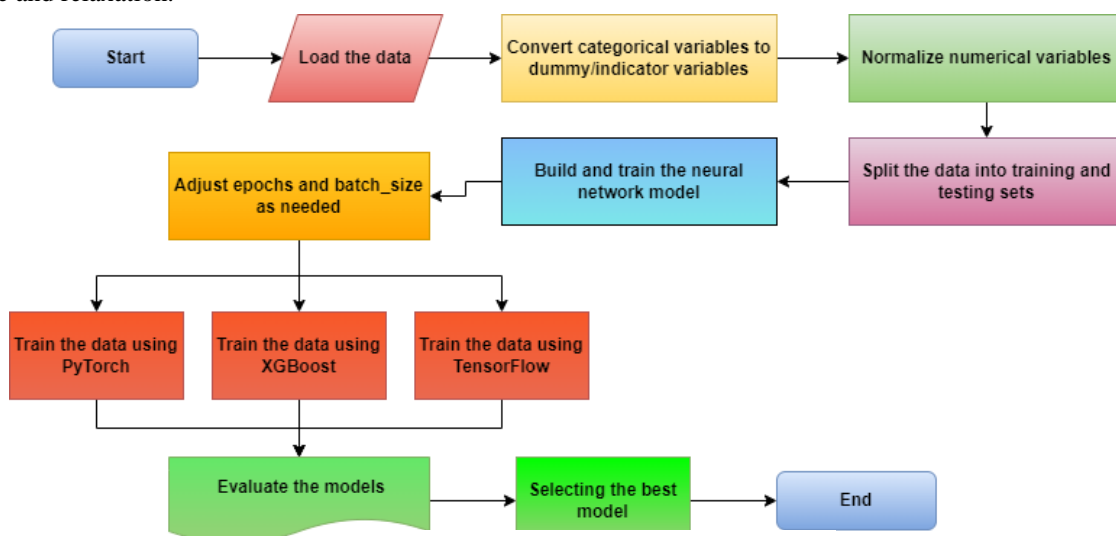 Start
Load the data
Convert categorical variables to
dummy/indicator variables
Normalize numerical variables
Split the data into training and
testing sets
Build and train the neural
network model
Adjust epochs and batch_size
as needed
Train the data using
PyTorch
Train the data using
XGBoost
Train the data using
TensorFlow
Evaluate the models
Selecting the best
model
End